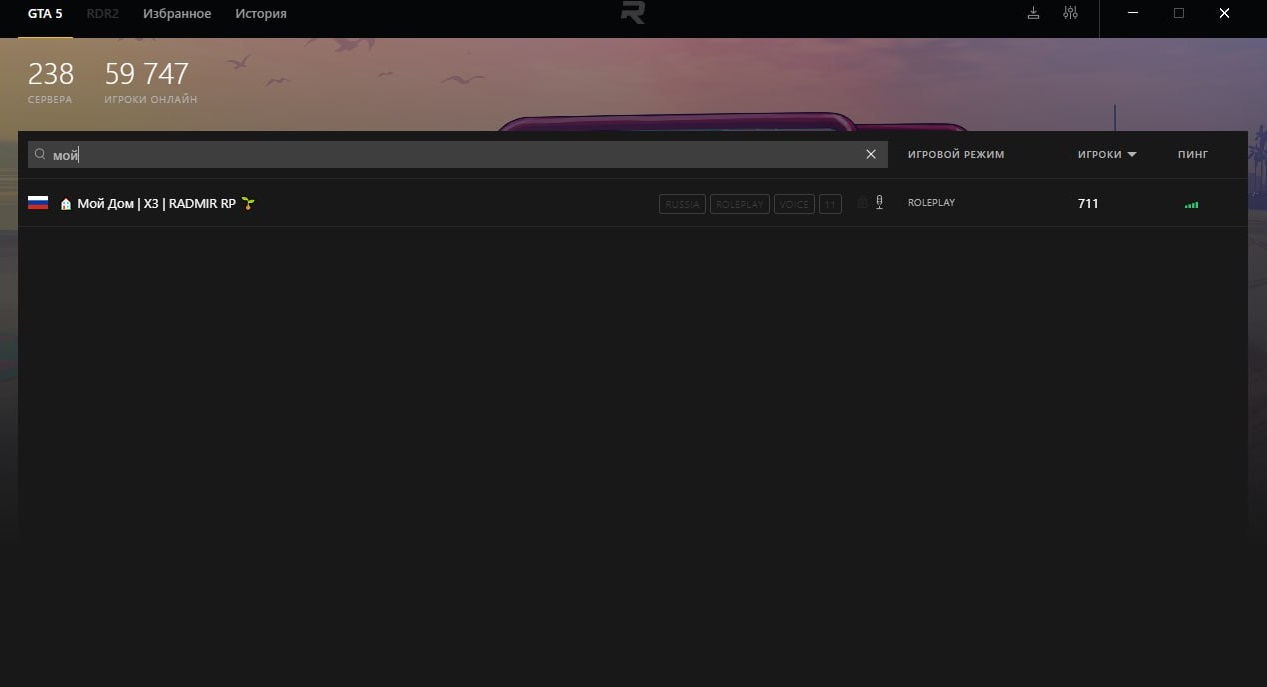 GTA 5 RDR2 Избранное История
238 59 747
СЕРВЕРА ИГРОКИ ОНЛАЙН
мой ИГРОВОЙ РЕЖИМ ИГРОКИ ПИНГ
Мой Дом | X3 | RADMIR RP RUSSIA ROLEPLAY VOICE 11 ROLEPLAY 711